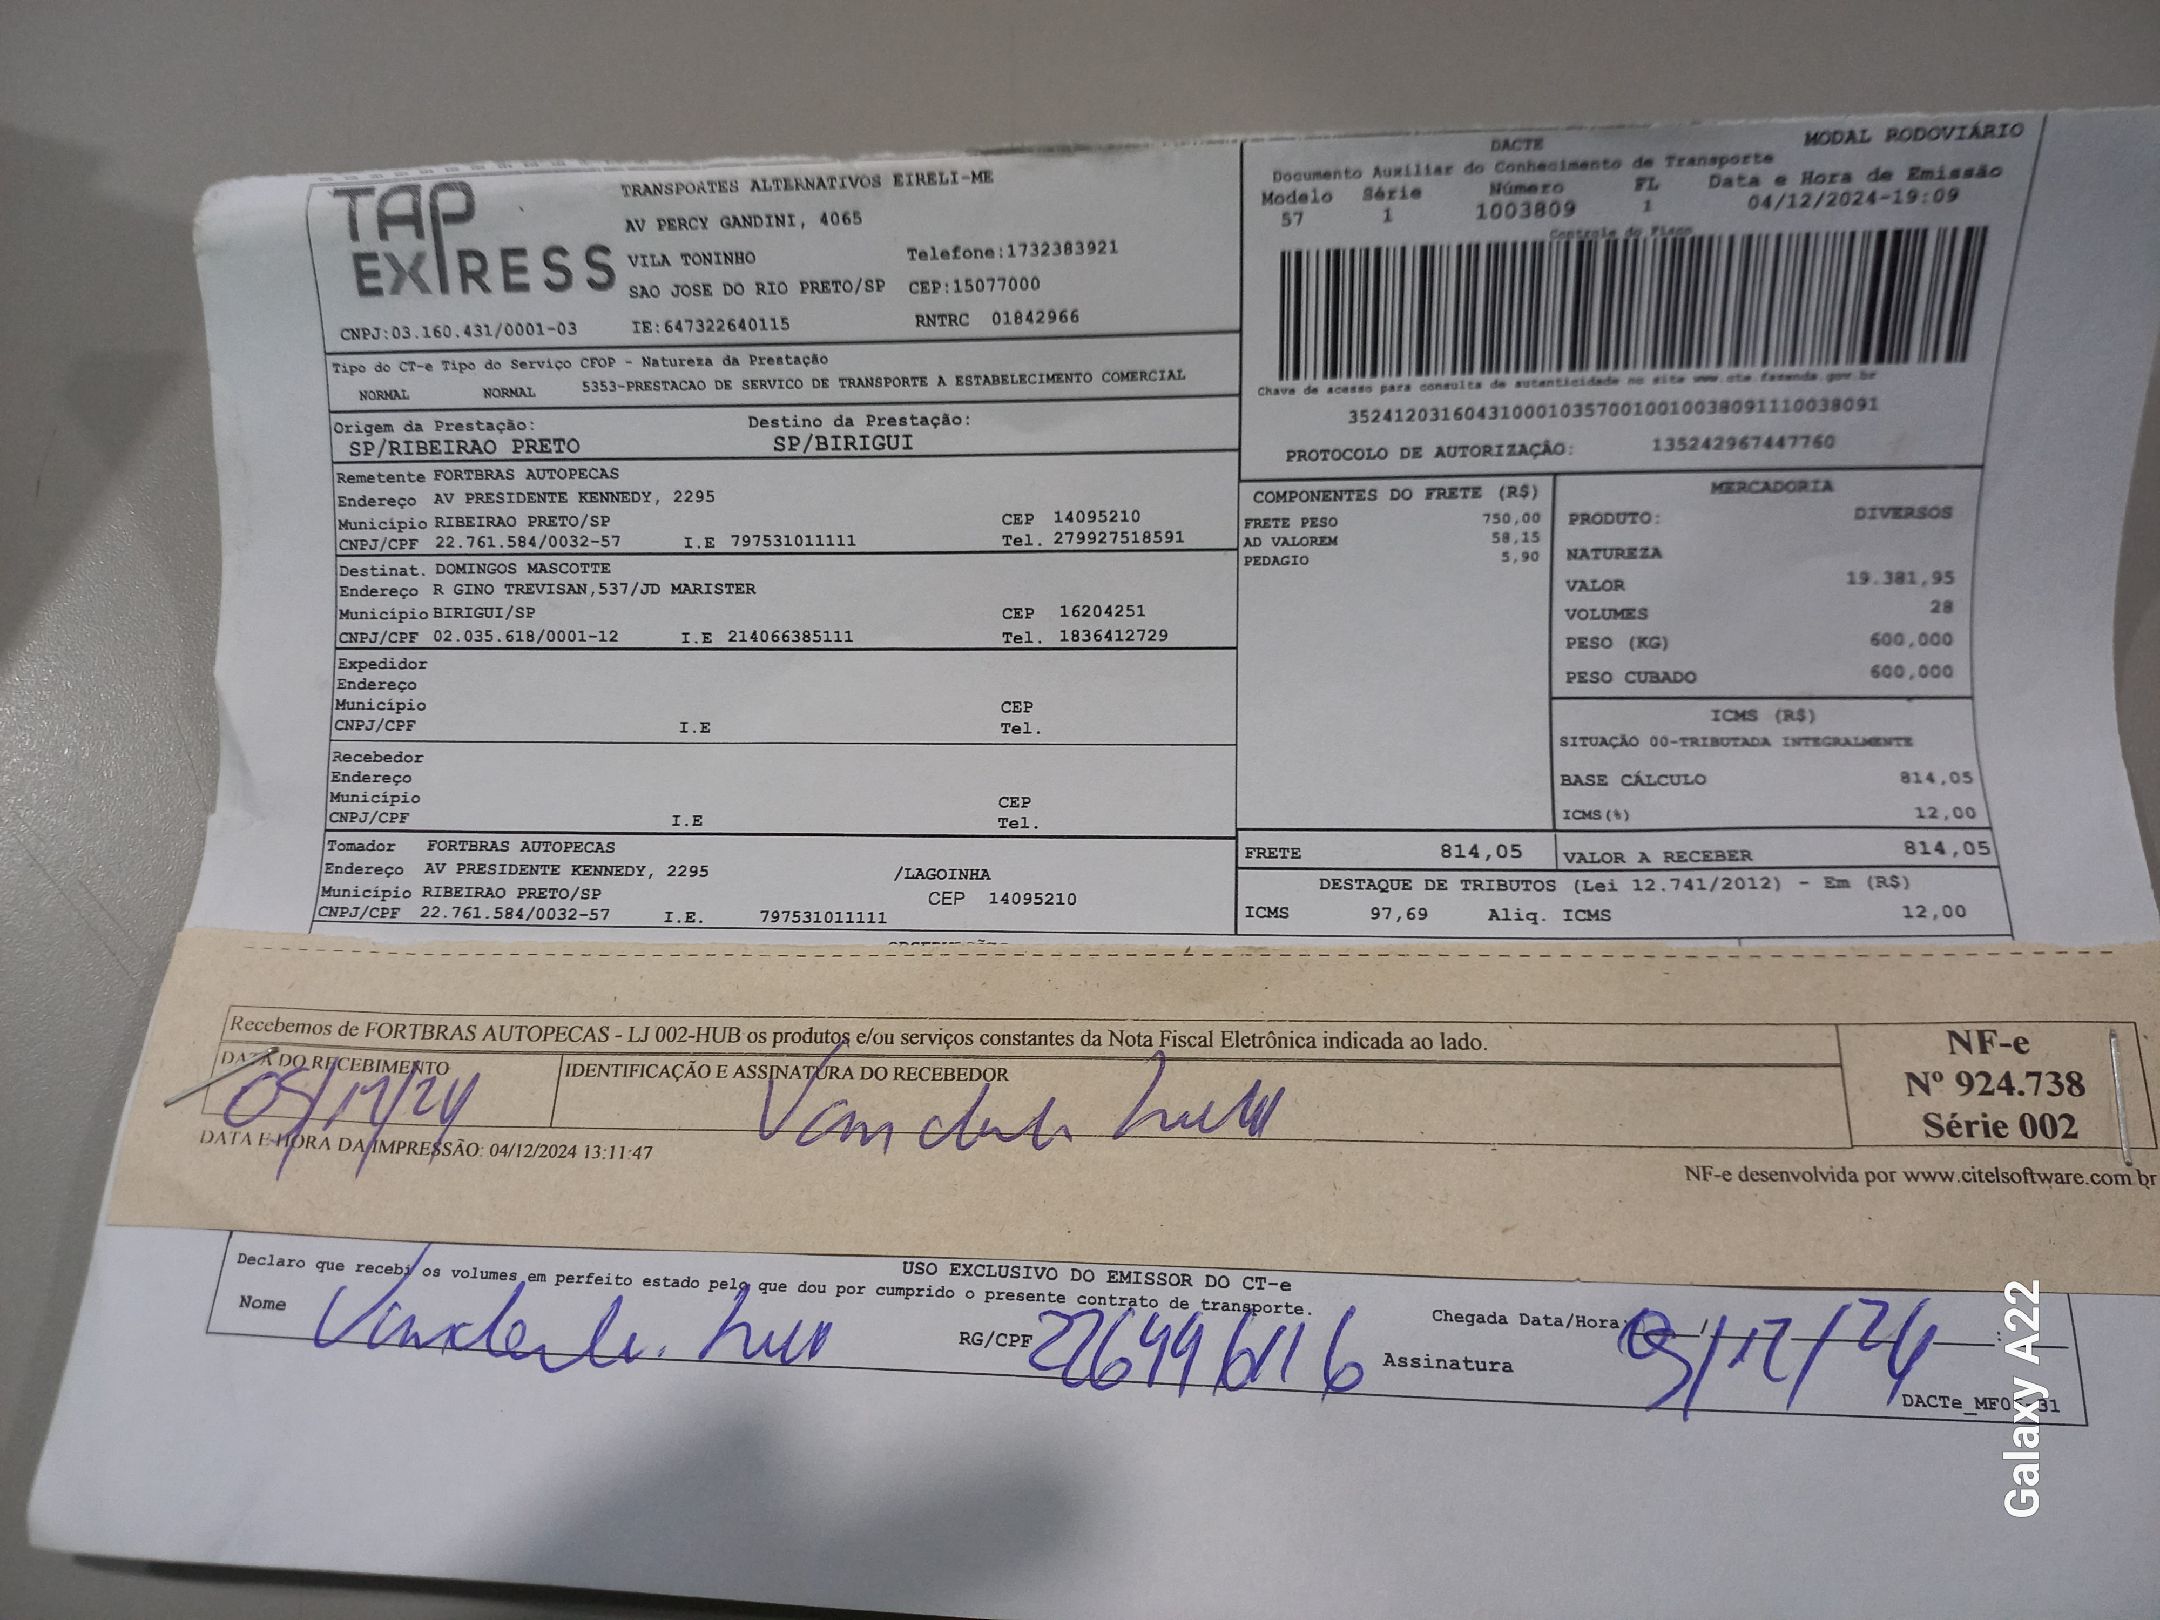 TAP EXPRESS
TRANSPORTES ALTERNATIVOS EIRELI-ME
AV PERCY GANDINI, 4065
VILA TONINHO Telefone:1732383921
SAO JOSE DO RIO PRETO/SP CEP:15077000
CNPJ:03.160.431/0001-03 IE:647322640115 RNTRC 01842966
Tipo do CT-e Tipo do Serviço CFOP - Natureza da Prestação
NORMAL NORMAL 5353-PRESTACAO DE SERVICO DE TRANSPORTE A ESTABELECIMENTO COMERCIAL
Origem da Prestação: Destino da Prestação:
SP/RIBEIRAO PRETO SP/BIRIGUI
Remetente FORTBRAS AUTOPECAS
Endereço AV PRESIDENTE KENNEDY, 2295
Município RIBEIRAO PRETO/SP CEP 14095210
CNPJ/CPF 22.761.584/0032-57 I.E 797531011111 Tel. 279927518591
Destinat. DOMINGOS MASCOTTE
Endereço R GINO TREVISAN,537/JD MARISTER
Município BIRIGUI/SP CEP 16204251
CNPJ/CPF 02.035.618/0001-12 I.E 214066385111 Tel. 1836412729
Expedidor
Endereço
Município CEP
CNPJ/CPF I.E Tel.
Recebedor
Endereço
Município CEP
CNPJ/CPF I.E Tel.
Tomador FORTBRAS AUTOPECAS
Endereço AV PRESIDENTE KENNEDY, 2295 /LAGOINHA
Município RIBEIRAO PRETO/SP CEP 14095210
CNPJ/CPF 22.761.584/0032-57 I.E. 797531011111
DACTE MODAL RODOVIÁRIO
Documento Auxiliar do Conhecimento de Transporte
Modelo Série Número FL Data e Hora de Emissão
57 1 1003809 1 04/12/2024-19:09
Controle do Fisco
Chave de acesso para consulta de autenticidade no site www.cte.fazenda.gov.br
35241203160431000103570010010038091110038091
PROTOCOLO DE AUTORIZAÇÃO: 135242967447760
COMPONENTES DO FRETE (R$)
FRETE PESO 750,00
AD VALOREM 58,15
PEDAGIO 5,90
MERCADORIA
PRODUTO: DIVERSOS
NATUREZA
VALOR 19.381,95
VOLUMES 28
PESO (KG) 600,000
PESO CUBADO 600,000
ICMS (R$)
SITUAÇÃO 00-TRIBUTADA INTEGRALMENTE
BASE CÁLCULO 814,05
ICMS(%) 12,00
FRETE 814,05 VALOR A RECEBER 814,05
DESTAQUE DE TRIBUTOS (Lei 12.741/2012) - Em (R$)
ICMS 97,69 Aliq. ICMS 12,00
Recebemos de FORTBRAS AUTOPECAS - LJ 002-HUB os produtos e/ou serviços constantes da Nota Fiscal Eletrônica indicada ao lado.
DATA DO RECEBIMENTO IDENTIFICAÇÃO E ASSINATURA DO RECEBEDOR
05/12/24
DATA E HORA DA IMPRESSÃO: 04/12/2024 13:11:47
NF-e
Nº 924.738
Série 002
NF-e desenvolvida por www.citelsoftware.com.br
USO EXCLUSIVO DO EMISSOR DO CT-e
Declaro que recebi os volumes em perfeito estado pelo que dou por cumprido o presente contrato de transporte.
Nome RG/CPF Chegada Data/Hora:
Assinatura 05/12/24
Galaxy A22